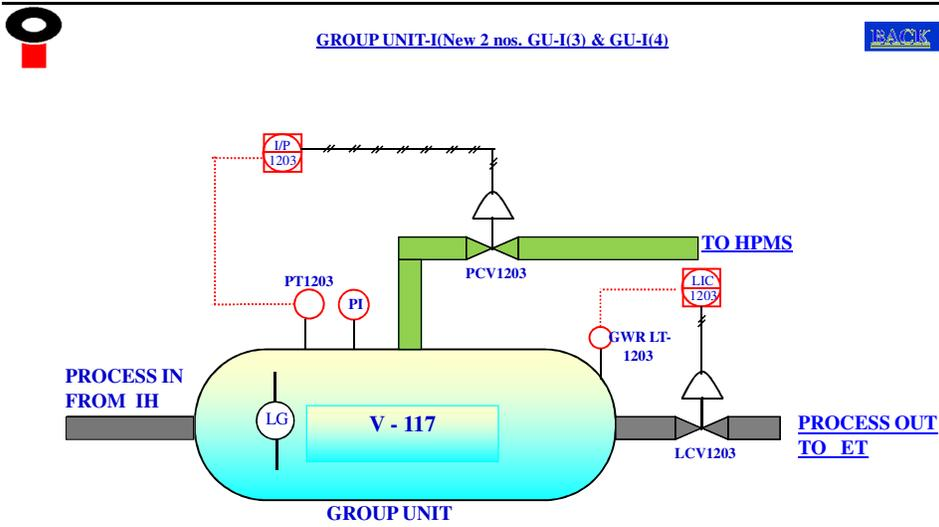 GROUP UNIT-I(New 2 nos. GU-I(3) & GU-I(4)
BACK
I/P
1203
TO HPMS
PCV1203
PT1203
PI
LIC
1203
GWR LT-
1203
PROCESS IN
FROM IH
LG
V - 117
PROCESS OUT
TO ET
LCV1203
GROUP UNIT